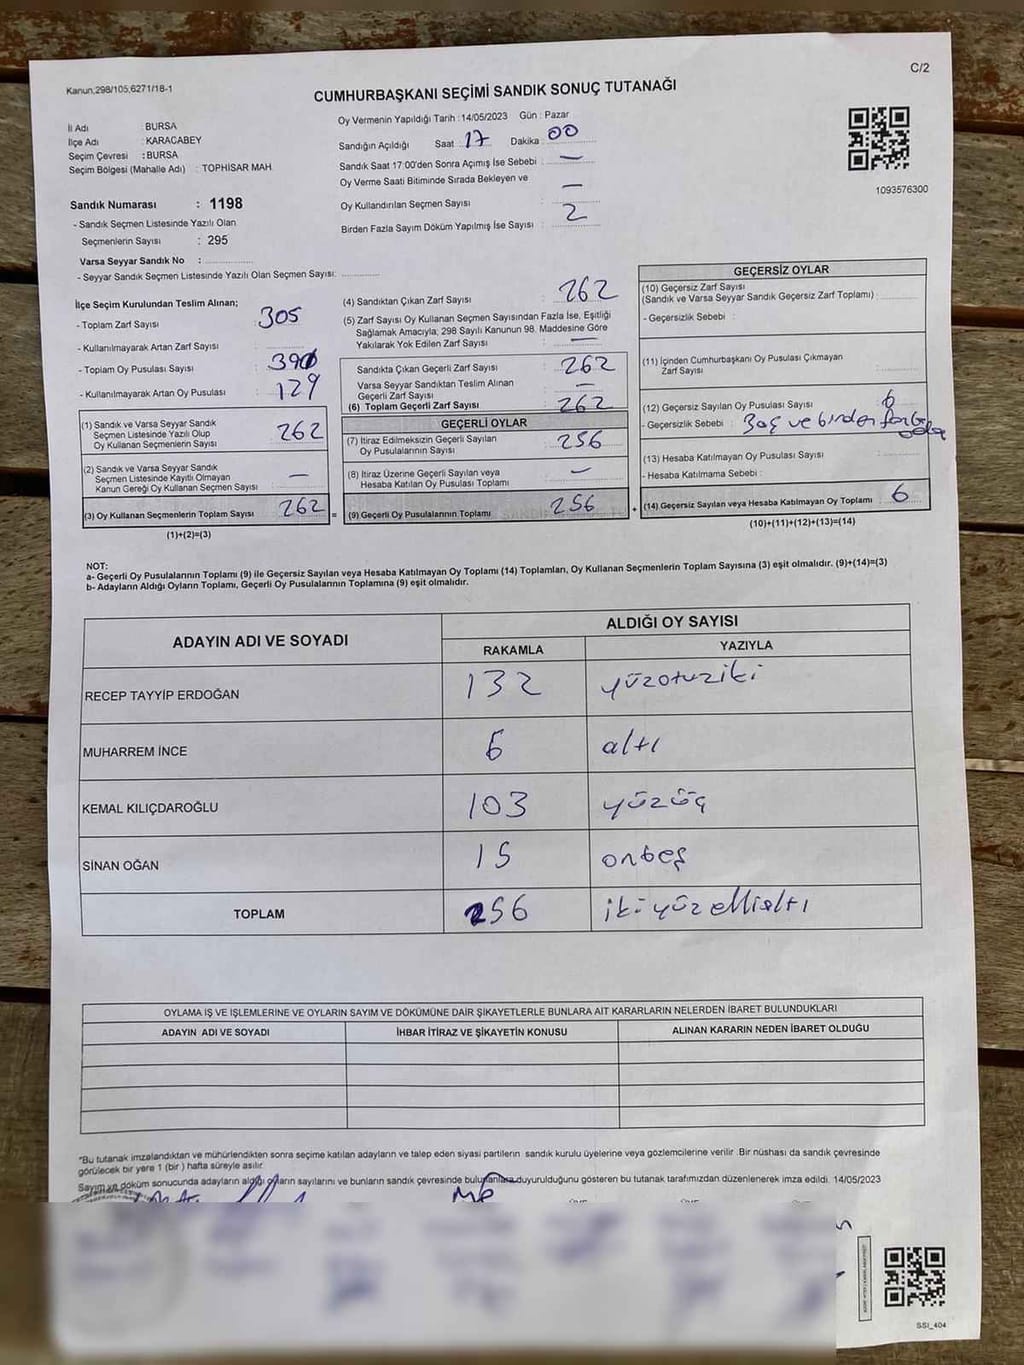 C/2
Kanun,298/105,6271/18-1
CUMHURBAŞKANI SEÇİMİ SANDIK SONUÇ TUTANAĞI
İl Adı : BURSA
İlçe Adı : KARACABEY
Seçim Çevresi : BURSA
Seçim Bölgesi (Mahalle Adı) : TOPHISAR MAH
Sandık Numarası : 1198
- Sandık Seçmen Listesinde Yazılı Olan
Seçmenlerin Sayısı : 295
Varsa Seyyar Sandık No :
- Seyyar Sandık Seçmen Listesinde Yazılı Olan Seçmen Sayısı:
Oy Vermenin Yapıldığı Tarih : 14/05/2023 Gün : Pazar
Sandığın Açıldığı Saat : 17 Dakika : 00
Sandık Saat 17:00'den Sonra Açımış İse Sebebi : —
Oy Verme Saati Bitiminde Sırada Bekleyen ve
Oy Kullandırılan Seçmen Sayısı : —
Birden Fazla Sayım Döküm Yapılmış İse Sayısı : 2
1093576300
İlçe Seçim Kurulundan Teslim Alınan;
- Toplam Zarf Sayısı : 305
- Kullanılmayarak Artan Zarf Sayısı :
- Toplam Oy Pusulası Sayısı :
- Kullanılmayarak Artan Oy Pusulası : 129
(1) Sandık ve Varsa Seyyar Sandık
Seçmen Listesinde Yazılı Olup
Oy Kullanan Seçmenlerin Sayısı : 262
(2) Sandık ve Varsa Seyyar Sandık
Seçmen Listesinde Kayıtlı Olmayan
Kanun Gereği Oy Kullanan Seçmen Sayısı : —
(3) Oy Kullanan Seçmenlerin Toplam Sayısı : 262 =
(1)+(2)=(3)
(4) Sandıktan Çıkan Zarf Sayısı : 262
(5) Zarf Sayısı Oy Kullanan Seçmen Sayısından Fazla İse, Eşitliği
Sağlamak Amacıyla; 298 Sayılı Kanunun 98. Maddesine Göre
Yakılarak Yok Edilen Zarf Sayısı : —
Sandıkta Çıkan Geçerli Zarf Sayısı : 262
Varsa Seyyar Sandıktan Teslim Alınan
Geçerli Zarf Sayısı : —
(6) Toplam Geçerli Zarf Sayısı : 262
GEÇERLİ OYLAR
(7) İtiraz Edilmeksizin Geçerli Sayılan
Oy Pusulalarının Sayısı : 256
(8) İtiraz Üzerine Geçerli Sayılan veya
Hesaba Katılan Oy Pusulası Toplamı : —
(9) Geçerli Oy Pusulalarının Toplamı : 256 +
GEÇERSİZ OYLAR
(10) Geçersiz Zarf Sayısı
(Sandık ve Varsa Seyyar Sandık Geçersiz Zarf Toplamı) :
- Geçersizlik Sebebi :
(11) İçinden Cumhurbaşkanı Oy Pusulası Çıkmayan
Zarf Sayısı :
(12) Geçersiz Sayılan Oy Pusulası Sayısı : 6
- Geçersizlik Sebebi : Boş ve birden fazla
(13) Hesaba Katılmayan Oy Pusulası Sayısı :
- Hesaba Katılmama Sebebi :
(14) Geçersiz Sayılan veya Hesaba Katılmayan Oy Toplamı : 6
(10)+(11)+(12)+(13)=(14)
NOT:
a- Geçerli Oy Pusulalarının Toplamı (9) ile Geçersiz Sayılan veya Hesaba Katılmayan Oy Toplamı (14) Toplamları, Oy Kullanan Seçmenlerin Toplam Sayısına (3) eşit olmalıdır. (9)+(14)=(3)
b- Adayların Aldığı Oyların Toplamı, Geçerli Oy Pusulalarının Toplamına (9) eşit olmalıdır.
ADAYIN ADI VE SOYADI
ALDIĞI OY SAYISI
RAKAMLA YAZIYLA
RECEP TAYYİP ERDOĞAN 132 yüzotuziki
MUHARREM İNCE 6 altı
KEMAL KILIÇDAROĞLU 103 yüzüç
SİNAN OĞAN 15 onbeş
TOPLAM 256 ikiyüzellialtı
OYLAMA İŞ VE İŞLEMLERİNE VE OYLARIN SAYIM VE DÖKÜMÜNE DAİR ŞİKAYETLERLE BUNLARA AİT KARARLARIN NELERDEN İBARET BULUNDUKLARI
ADAYIN ADI VE SOYADI İHBAR İTİRAZ VE ŞİKAYETİN KONUSU ALINAN KARARIN NEDEN İBARET OLDUĞU
*Bu tutanak imzalandıktan ve mühürlendikten sonra seçime katılan adayların ve talep eden siyasi partilerin sandık kurulu üyelerine veya gözlemcilerine verilir. Bir nüshası da sandık çevresinde
görülecek bir yere 1 (bir) hafta süreyle asılır.
Sayım ve döküm sonucunda adayların aldığı oyların sayılarını ve bunların sandık çevresinde duyurulduğunu gösteren bu tutanak tarafımızdan düzenlenerek imza edildi. 14/05/2023
SSI_404